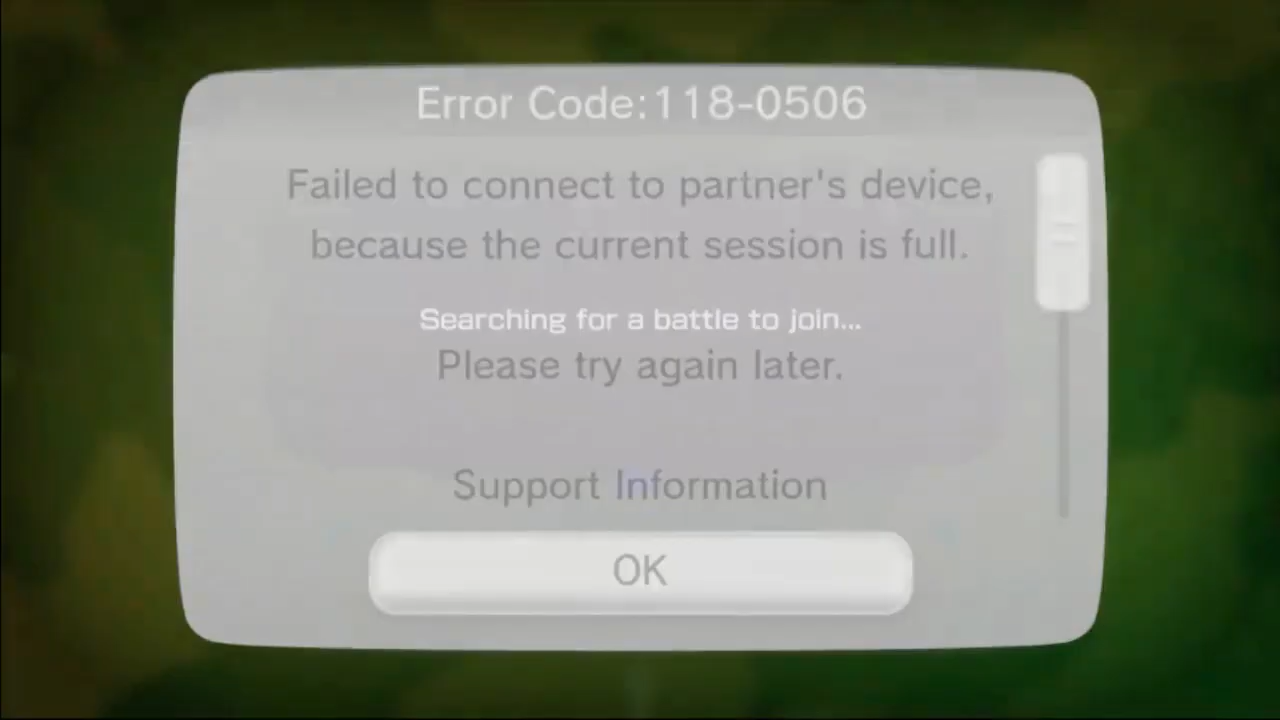 Error Code:118-0506
Failed to connect to partner's device,
because the current session is full.
Searching for a battle to join...
Please try again later.
Support Information
OK